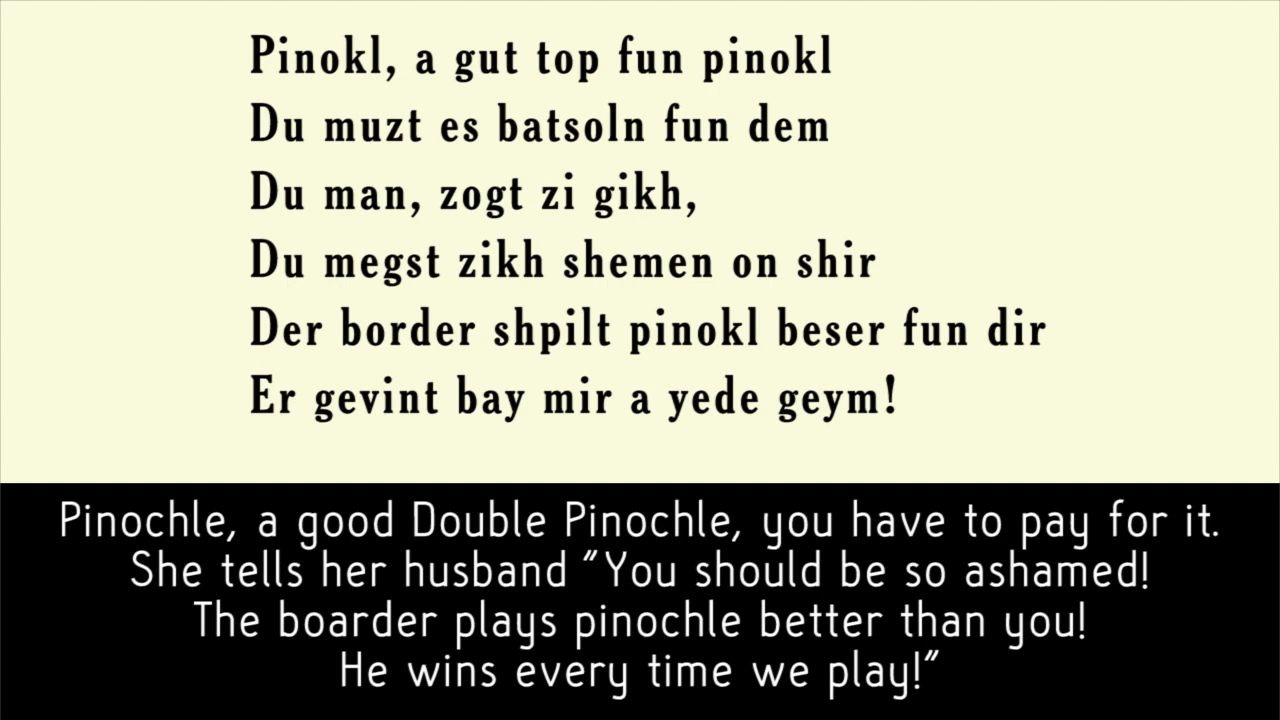 Pinokl, a gut top fun pinokl
Du muzt es batsoln fun dem
Du man, zogt zi gikh,
Du megst zikh shemen on shir
Der border shpilt pinokl beser fun dir
Er gevint bay mir a yede geym!
Pinochle, a good Double Pinochle, you have to pay for it.
She tells her husband "You should be so ashamed!
The boarder plays pinochle better than you!
He wins every time we play!"